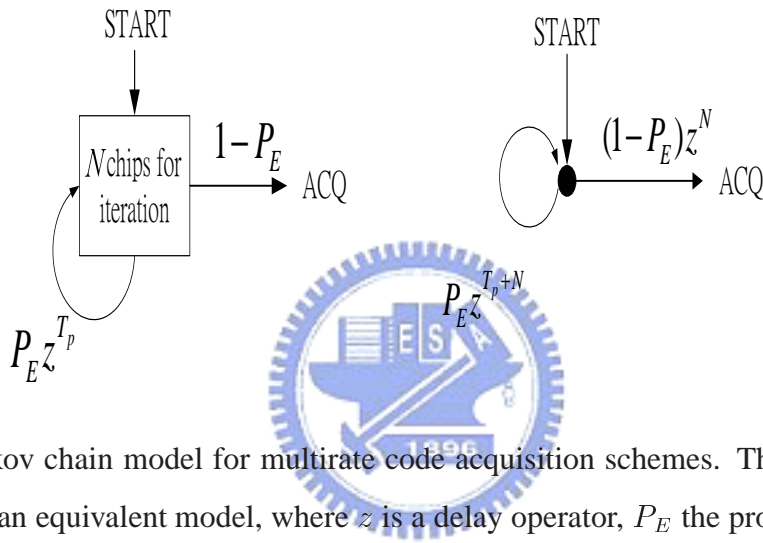 START
N chips for
iteration
1-P_E
ACQ
P_E z^{T_p}
START
(1-P_E)z^N
ACQ
P_E z^{T_p+N}
E S A
1896
kov chain model for multirate code acquisition schemes. Th
an equivalent model, where z is a delay operator, P_E the pro